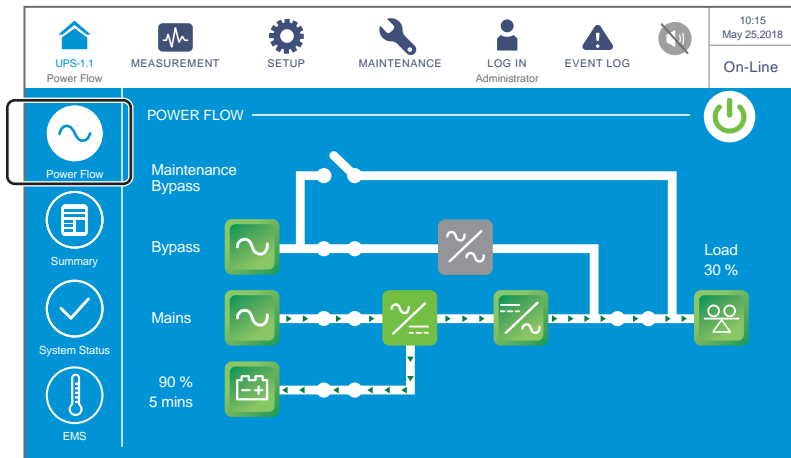 10:15
May 25,2018
UPS-1.1
MEASUREMENT
SETUP
MAINTENANCE
LOG IN
EVENT LOG
On-Line
Power Flow
Administrator
POWER FLOW
Power Flow
Maintenance
Bypass
Bypass
Summary
Load
30 %
Mains
System Status
90 %
5 mins
EMS